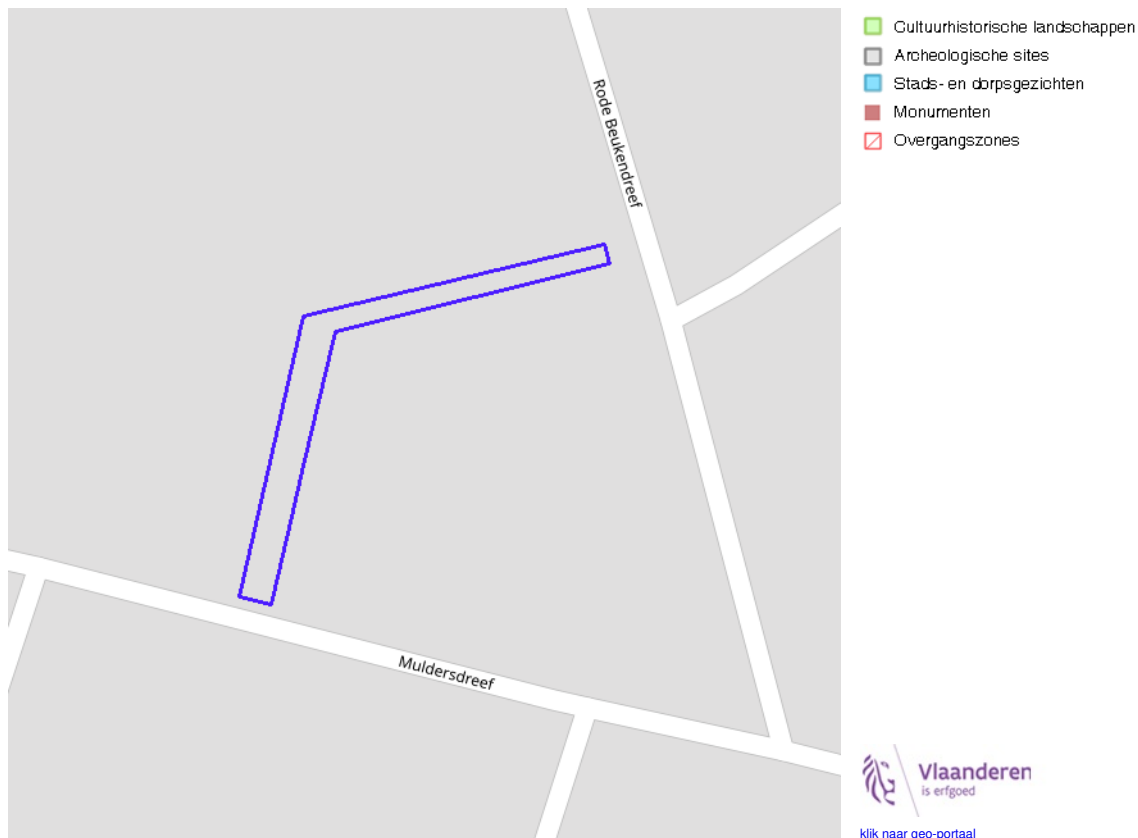 Rode Beukendreef
Muldersdreef
Cultuurhistorische landschappen
Archeologische sites
Stads- en dorpsgezichten
Monumenten
Overgangszones
Vlaanderen
is erfgoed
klik naar geo-portaal